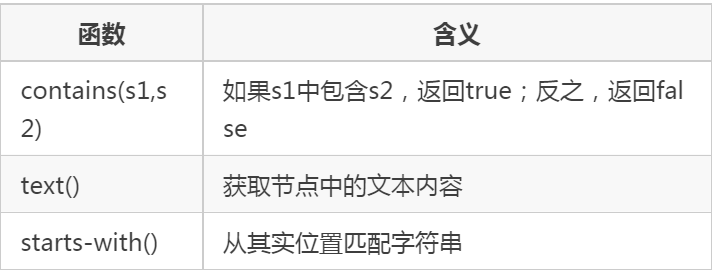 函数 含义
contains(s1,s 如果s1中包含s2，返回true；反之，返回fal
2) se
text() 获取节点中的文本内容
starts-with() 从其实位置匹配字符串